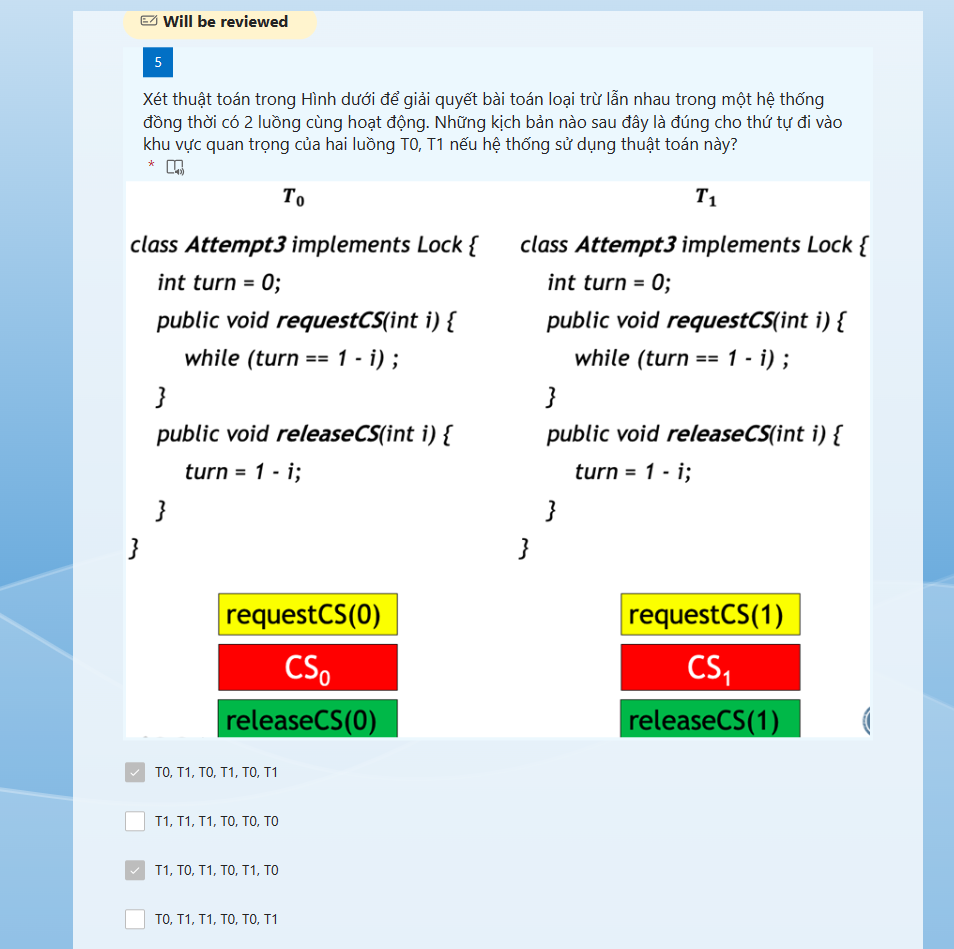 Will be reviewed
5
Xét thuật toán trong Hình dưới để giải quyết bài toán loại trừ lẫn nhau trong một hệ thống
đồng thời có 2 luồng cùng hoạt động. Những kịch bản nào sau đây là đúng cho thứ tự đi vào
khu vực quan trọng của hai luồng T0, T1 nếu hệ thống sử dụng thuật toán này?
*
T₀ T₁
class Attempt3 implements Lock { class Attempt3 implements Lock {
int turn = 0; int turn = 0;
public void requestCS(int i) { public void requestCS(int i) {
while (turn == 1 - i) ; while (turn == 1 - i) ;
} }
public void releaseCS(int i) { public void releaseCS(int i) {
turn = 1 - i; turn = 1 - i;
} }
} }
requestCS(0) requestCS(1)
CS₀ CS₁
releaseCS(0) releaseCS(1)
T0, T1, T0, T1, T0, T1
T1, T1, T1, T0, T0, T0
T1, T0, T1, T0, T1, T0
T0, T1, T1, T0, T0, T1